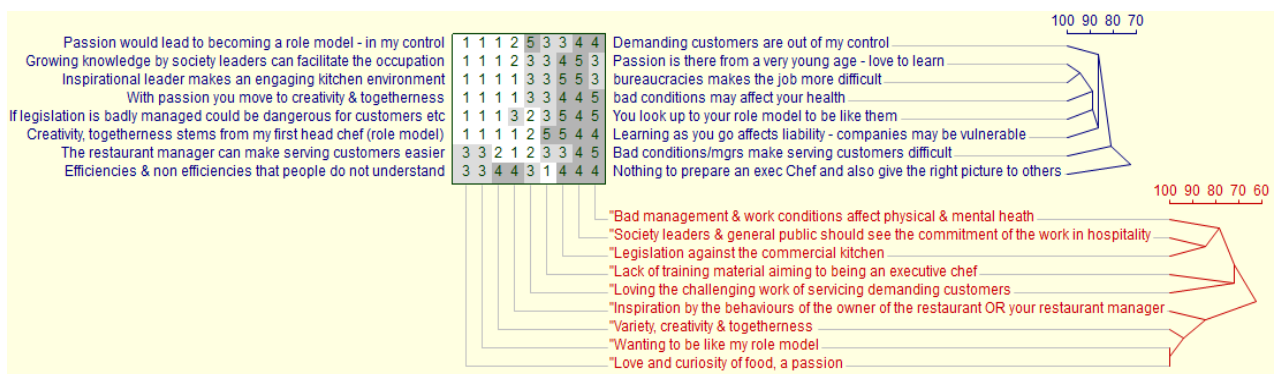 100 90 80 70
Passion would lead to becoming a role model - in my control 1 1 1 2 5 3 3 4 4 Demanding customers are out of my control
Growing knowledge by society leaders can facilitate the occupation 1 1 1 2 3 3 4 5 3 Passion is there from a very young age - love to learn
Inspirational leader makes an engaging kitchen environment 1 1 1 1 3 3 5 5 3 bureaucracies makes the job more difficult
With passion you move to creativity & togetherness 1 1 1 1 3 3 4 4 5 bad conditions may affect your health
If legislation is badly managed could be dangerous for customers etc 1 1 1 3 2 3 5 4 5 You look up to your role model to be like them
Creativity, togetherness stems from my first head chef (role model) 1 1 1 1 2 5 5 4 4 Learning as you go affects liability - companies may be vulnerable
The restaurant manager can make serving customers easier 3 3 2 1 2 3 3 4 5 Bad conditions/mgrs make serving customers difficult
Efficiencies & non efficiencies that people do not understand 3 3 4 4 3 1 4 4 4 Nothing to prepare an exec Chef and also give the right picture to others
100 90 80 70 60
"Bad management & work conditions affect physical & mental heath
"Society leaders & general public should see the commitment of the work in hospitality
"Legislation against the commercial kitchen
"Lack of training material aiming to being an executive chef
"Loving the challenging work of servicing demanding customers
"Inspiration by the behaviours of the owner of the restaurant OR your restaurant manager
"Variety, creativity & togetherness
"Wanting to be like my role model
"Love and curiosity of food, a passion